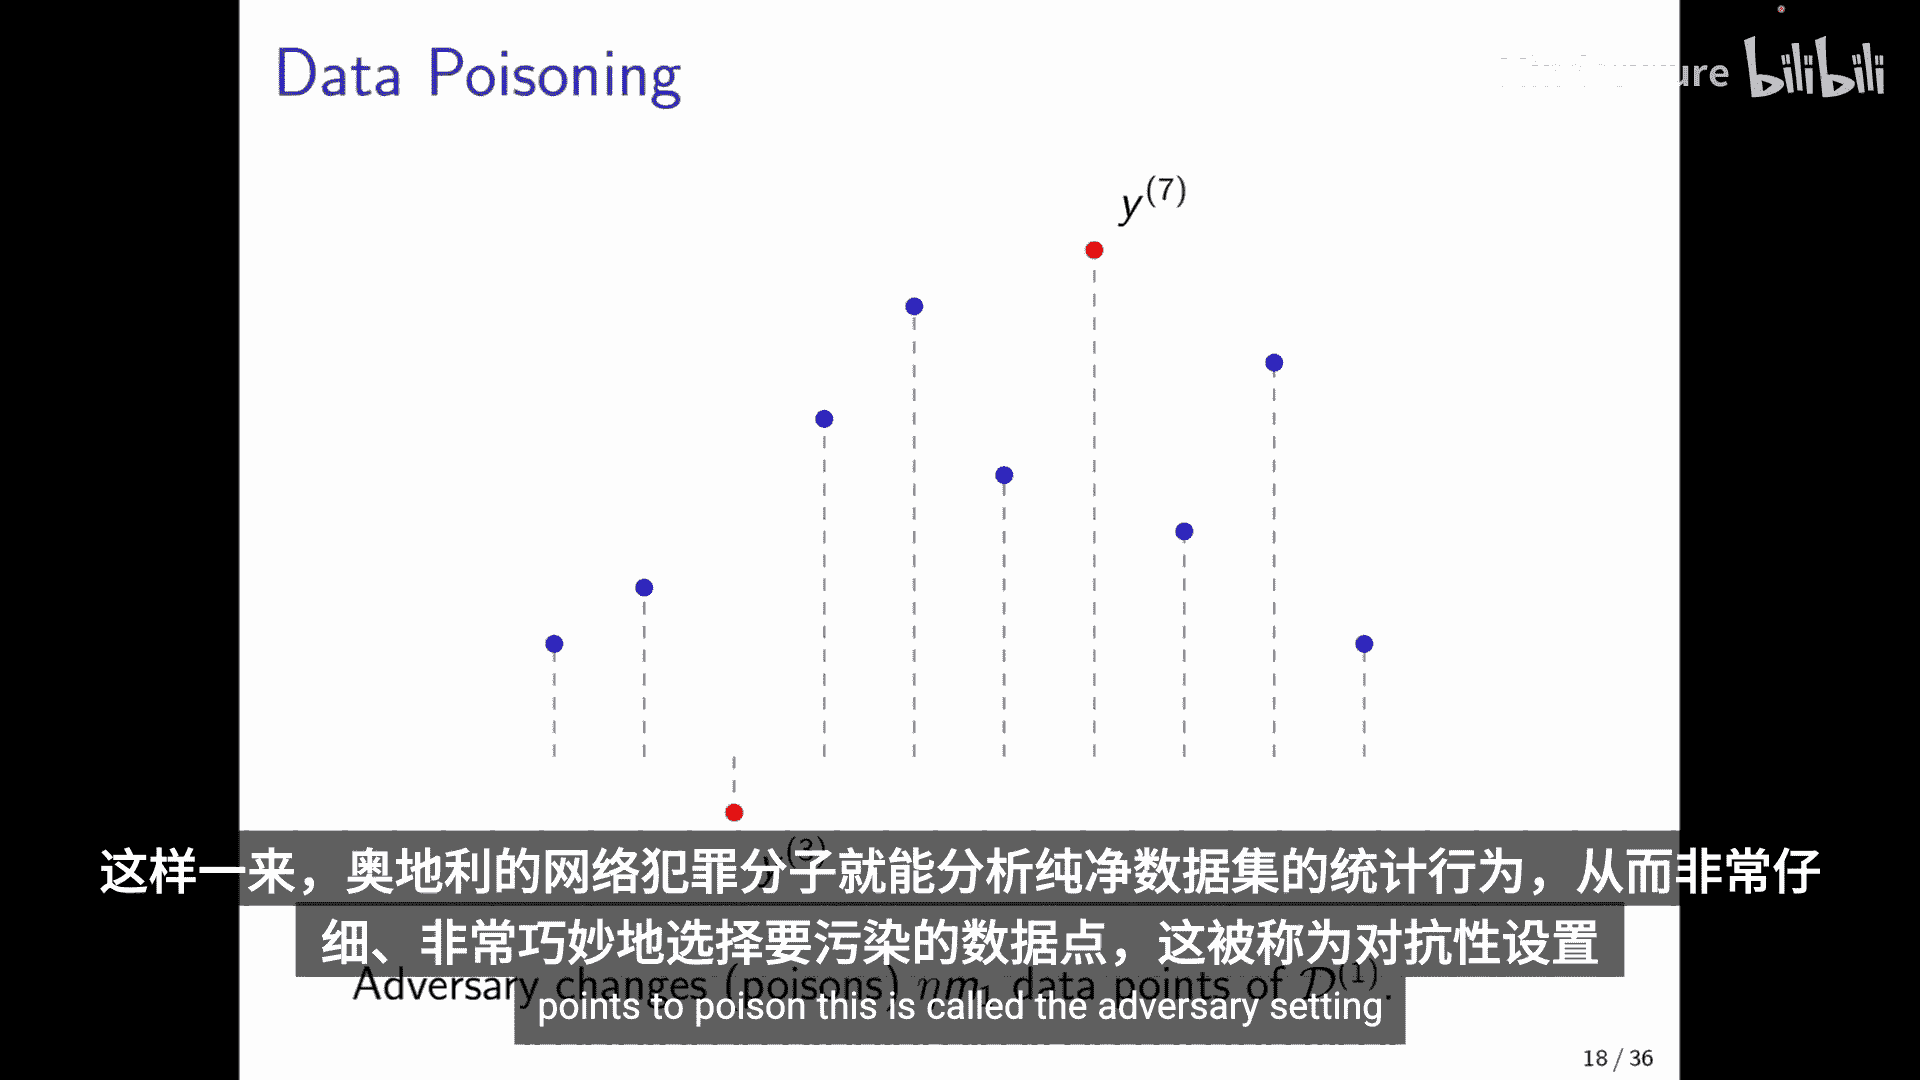 Data Poisoning
ure bilibili
y(7)
y(3)
这样一来，奥地利的网络犯罪分子就能分析纯净数据集的统计行为，从而非常仔
细、非常巧妙地选择要污染的数据点，这被称为对抗性设置
Adversary changes (poisons) ηm₁ data points of 𝒟(1).
points to poison this is called the adversary setting
18 / 36